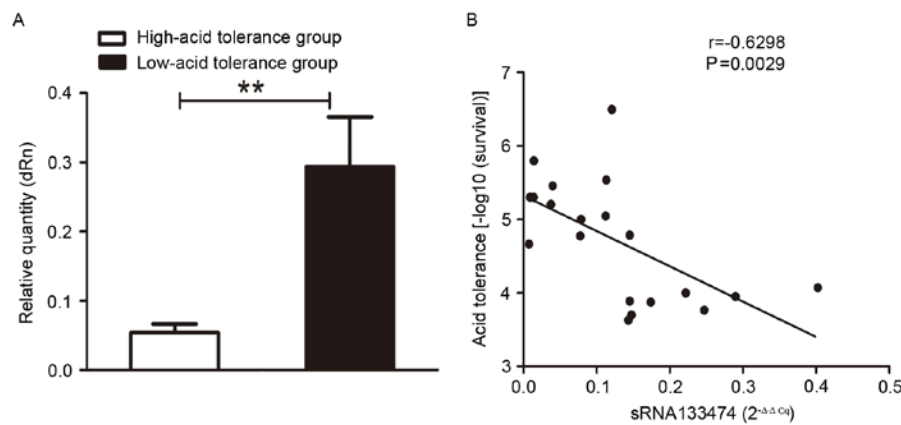 A
High-acid tolerance group
Low-acid tolerance group
**
0.4
0.3
0.2
0.1
0.0
Relative quantity (dRn)
B
r=-0.6298
P=0.0029
7
6
5
4
3
Acid tolerance [-log10 (survival)]
0.0 0.1 0.2 0.3 0.4 0.5
sRNA133474 (2-ΔΔCq)